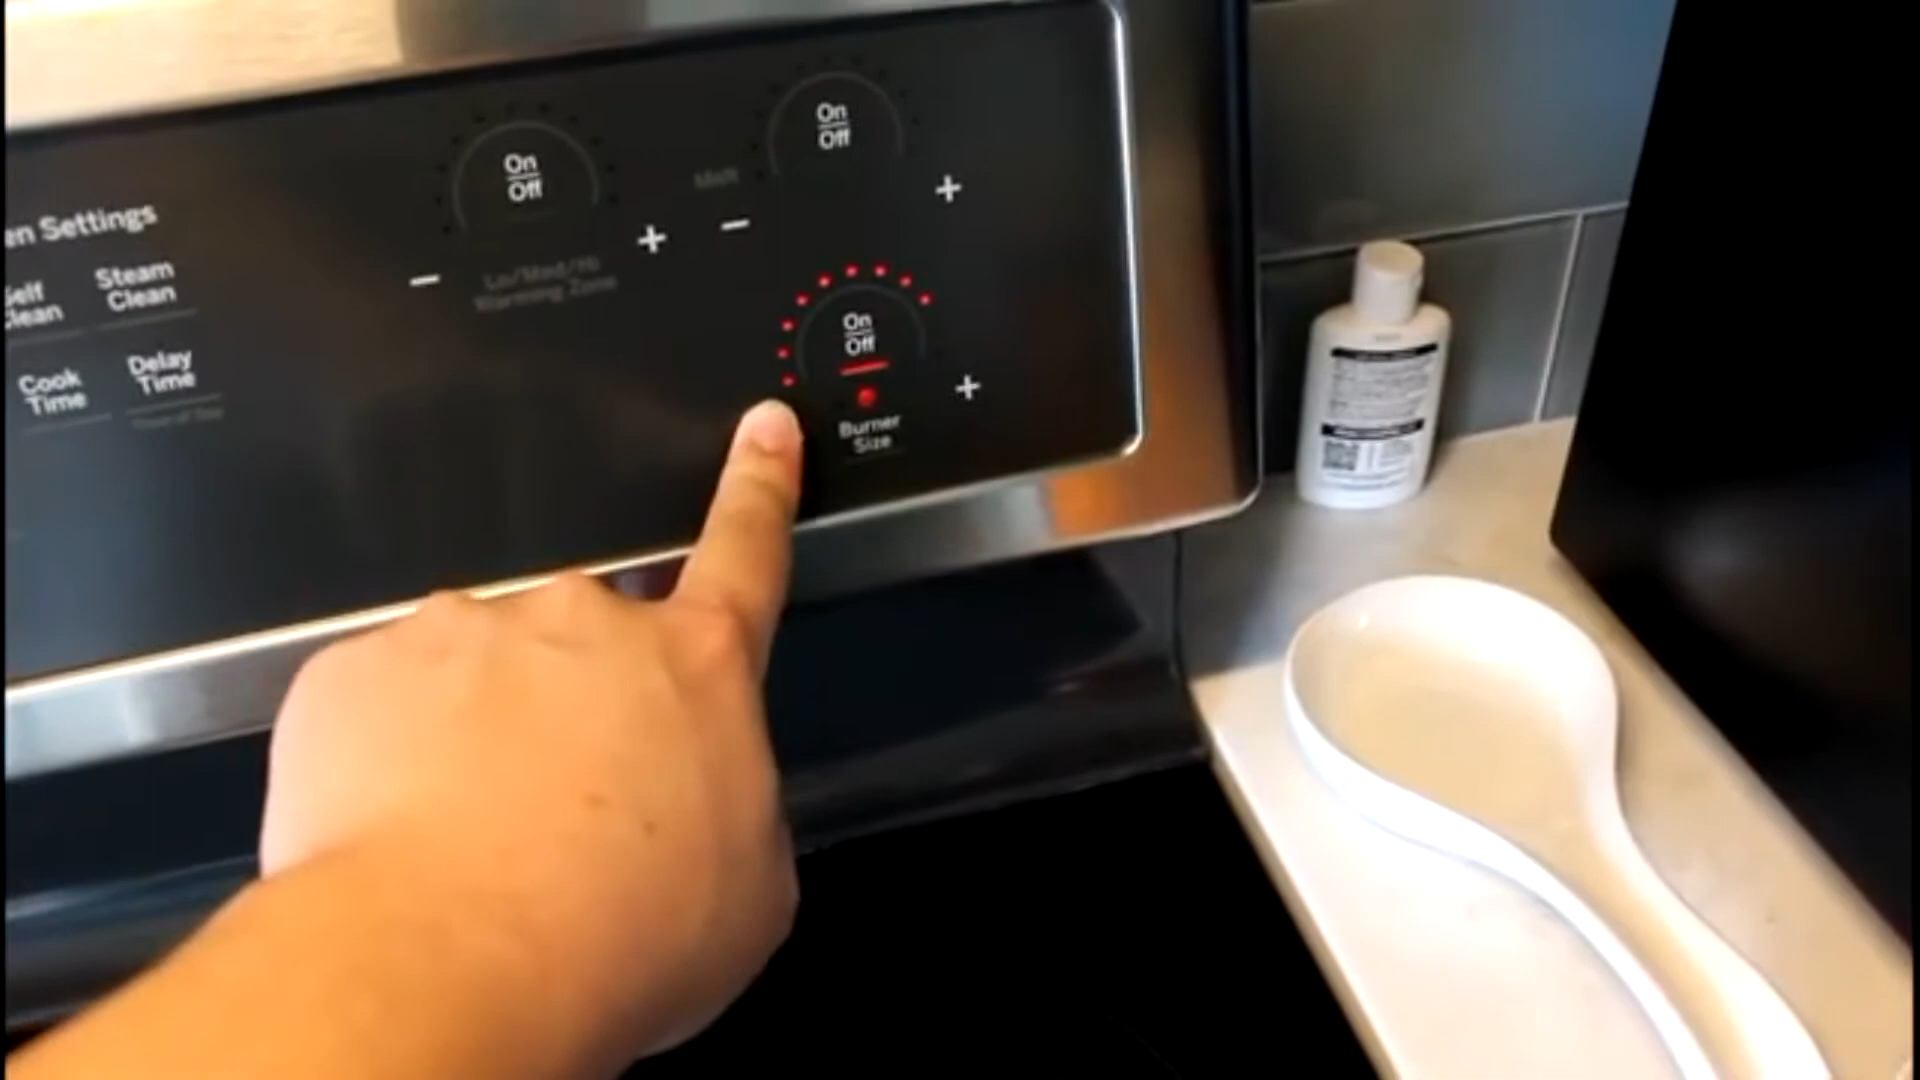 en Settings
Self
Clean
Steam
Clean
Cook
Time
Delay
Time
On
Off
Lo/Med/Hi
Warming Zone
Melt
On
Off
On
Off
Burner
Size